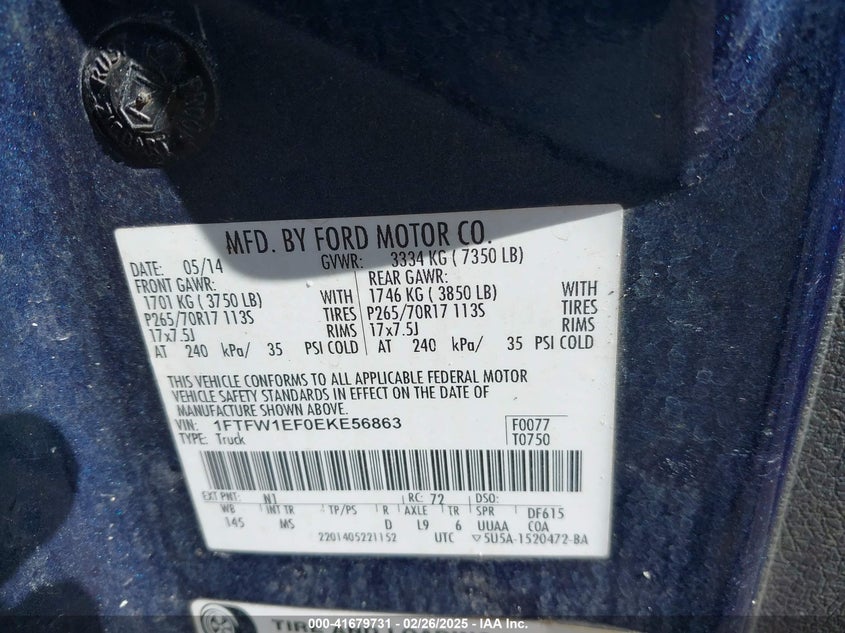 MFD. BY FORD MOTOR CO.
DATE: 05/14 GVWR: 3334 KG ( 7350 LB)
FRONT GAWR: REAR GAWR:
1701 KG ( 3750 LB) WITH 1746 KG ( 3850 LB) WITH
P265/70R17 113S TIRES P265/70R17 113S TIRES
17x7.5J RIMS 17x7.5J RIMS
AT 240 kPa/ 35 PSI COLD AT 240 kPa/ 35 PSI COLD
THIS VEHICLE CONFORMS TO ALL APPLICABLE FEDERAL MOTOR
VEHICLE SAFETY STANDARDS IN EFFECT ON THE DATE OF
MANUFACTURE SHOWN ABOVE.
VIN: 1FTFW1EF0EKE56863 F0077
TYPE: Truck T0750
EXT PNT: N1 RC: 72 DSO:
WB INT TR TP/PS R AXLE TR SPR DF615
145 MS D L9 6 UUAA COA
2201405221152 UTC ▽5U5A-1520472-BA
TIRE AND
000-41679731 - 02/26/2025 - IAA Inc.